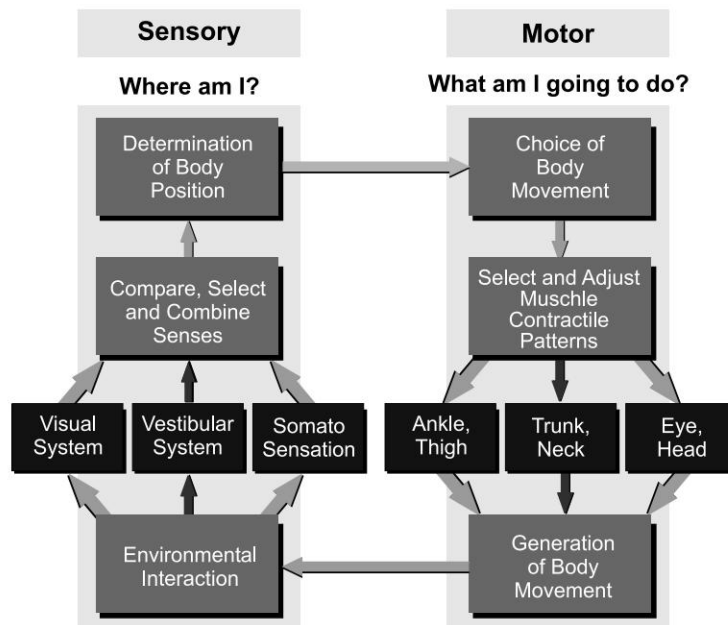 Sensory
Where am I?
Determination
of Body
Position
Compare, Select
and Combine
Senses
Visual
System
Vestibular
System
Somato
Sensation
Environmental
Interaction
Motor
What am I going to do?
Choice of
Body
Movement
Select and Adjust
Muschle
Contractile
Patterns
Ankle,
Thigh
Trunk,
Neck
Eye,
Head
Generation
of Body
Movement